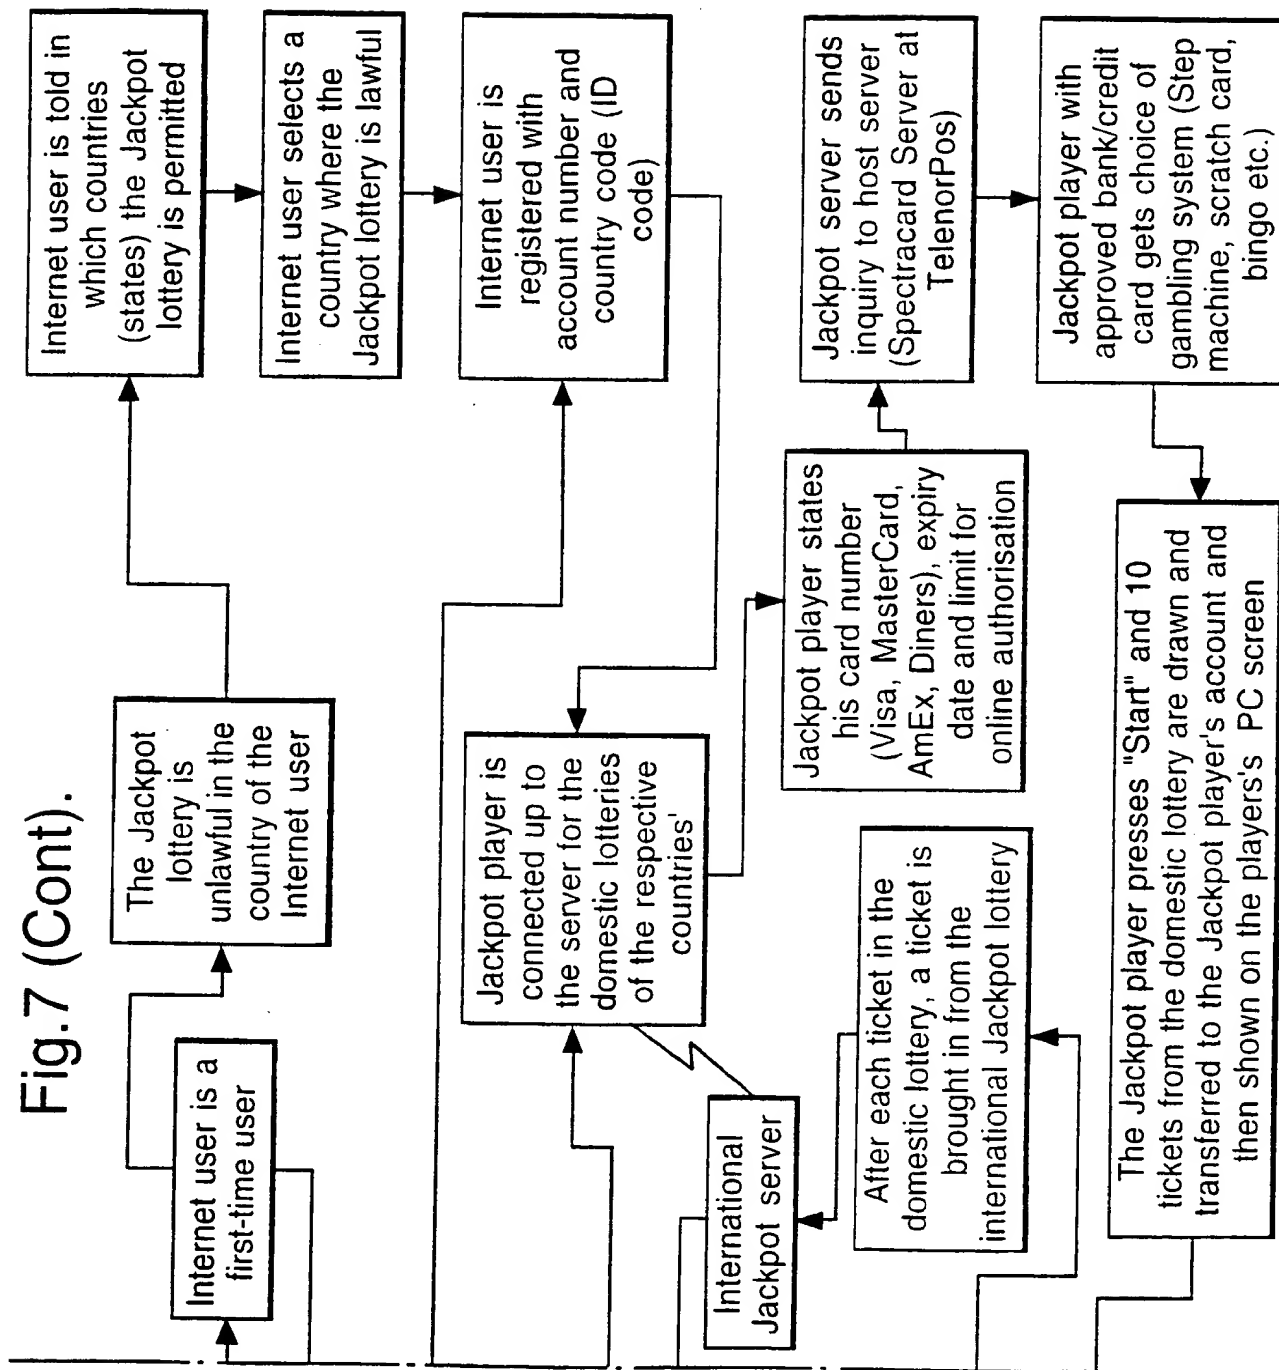 Fig.7 (Cont).
Internet user is a
first-time user
The Jackpot
lottery is
unlawful in the
country of the
Internet user
Internet user is told in
which countries
(states) the Jackpot
lottery is permitted
Internet user selects a
country where the
Jackpot lottery is lawful
Internet user is
registered with
account number and
country code (ID
code)
Jackpot player is
connected up to
the server for the
domestic lotteries
of the respective
countries'
International
Jackpot server
After each ticket in the
domestic lottery, a ticket is
brought in from the
international Jackpot lottery
Jackpot player states
his card number
(Visa, MasterCard,
AmEx, Diners), expiry
date and limit for
online authorisation
Jackpot server sends
inquiry to host server
(Spectracard Server at
TelenorPos)
Jackpot player with
approved bank/credit
card gets choice of
gambling system (Step
machine, scratch card,
bingo etc.)
The Jackpot player presses "Start" and 10
tickets from the domestic lottery are drawn and
transferred to the Jackpot player's account and
then shown on the players's PC screen